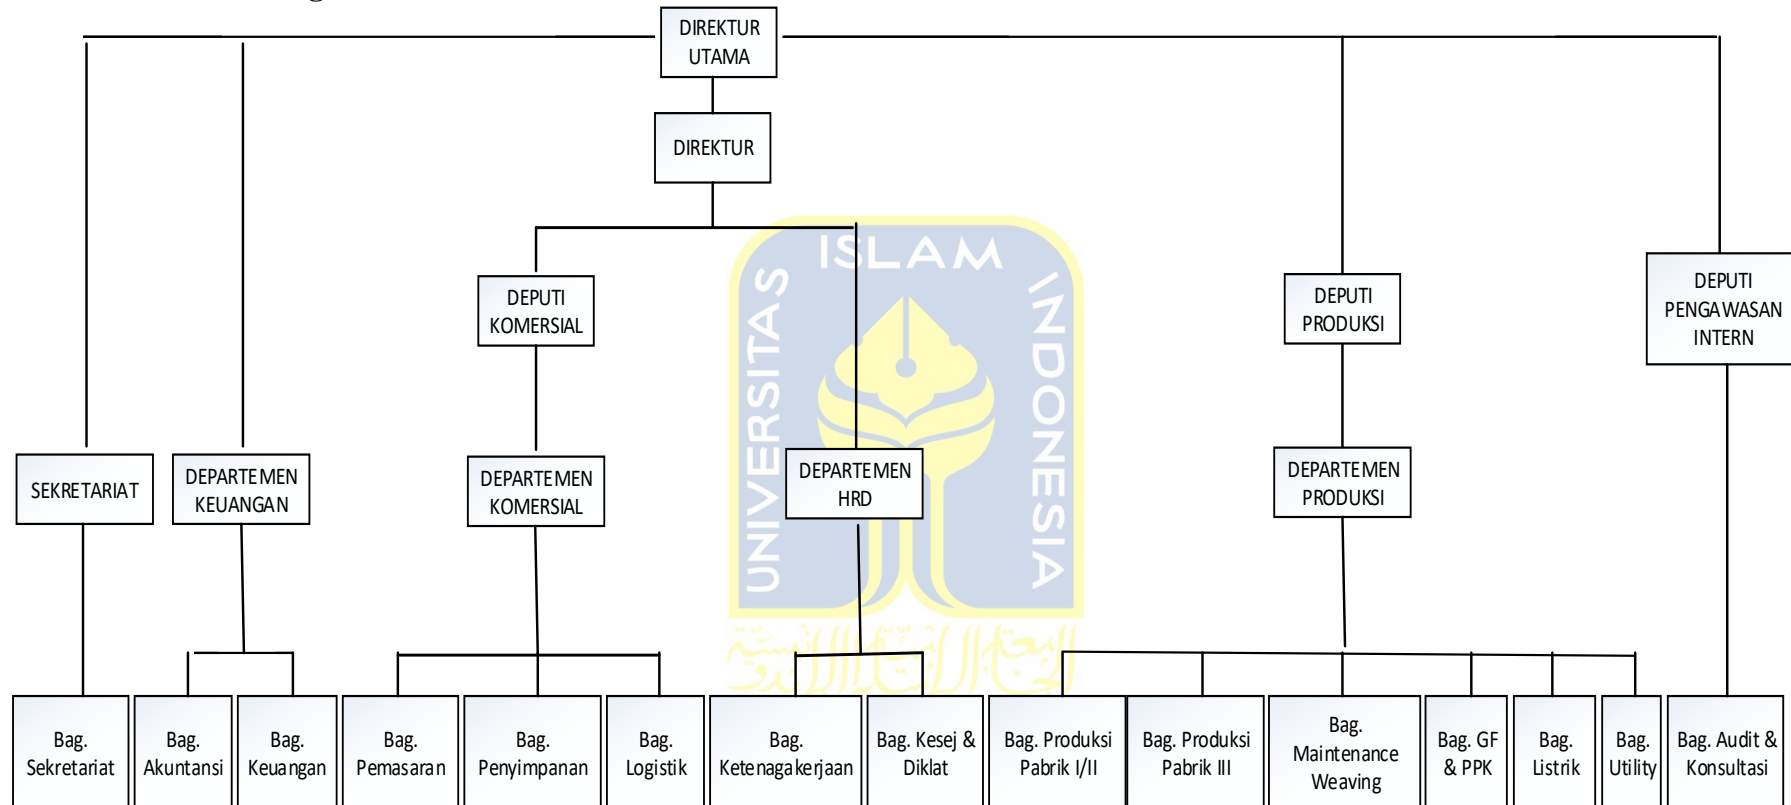 DIREKTUR
UTAMA
DIREKTUR
DEPUTI
KOMERSIAL
DEPUTI
PRODUKSI
DEPUTI
PENGAWASAN
INTERN
SEKRETARIAT
DEPARTEMEN
KEUANGAN
DEPARTEMEN
KOMERSIAL
DEPARTEMEN
HRD
DEPARTEMEN
PRODUKSI
UNIVERSITAS
ISLAM
INDONESIA
Bag.
Sekretariat
Bag.
Akuntansi
Bag.
Keuangan
Bag.
Pemasaran
Bag.
Penyimpanan
Bag.
Logistik
Bag.
Ketenagakerjaan
Bag. Kesej &
Diklat
Bag. Produksi
Pabrik I/II
Bag. Produksi
Pabrik III
Bag.
Maintenance
Weaving
Bag. GF
& PPK
Bag.
Listrik
Bag.
Utility
Bag. Audit &
Konsultasi